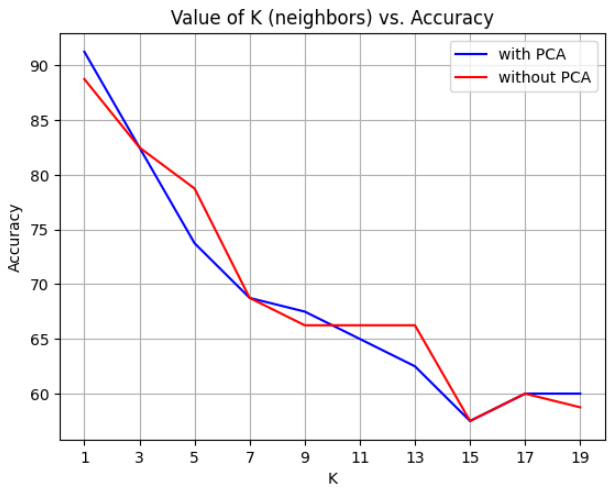 Value of K (neighbors) vs. Accuracy
with PCA
without PCA
Accuracy
90
85
80
75
70
65
60
1 3 5 7 9 11 13 15 17 19
K